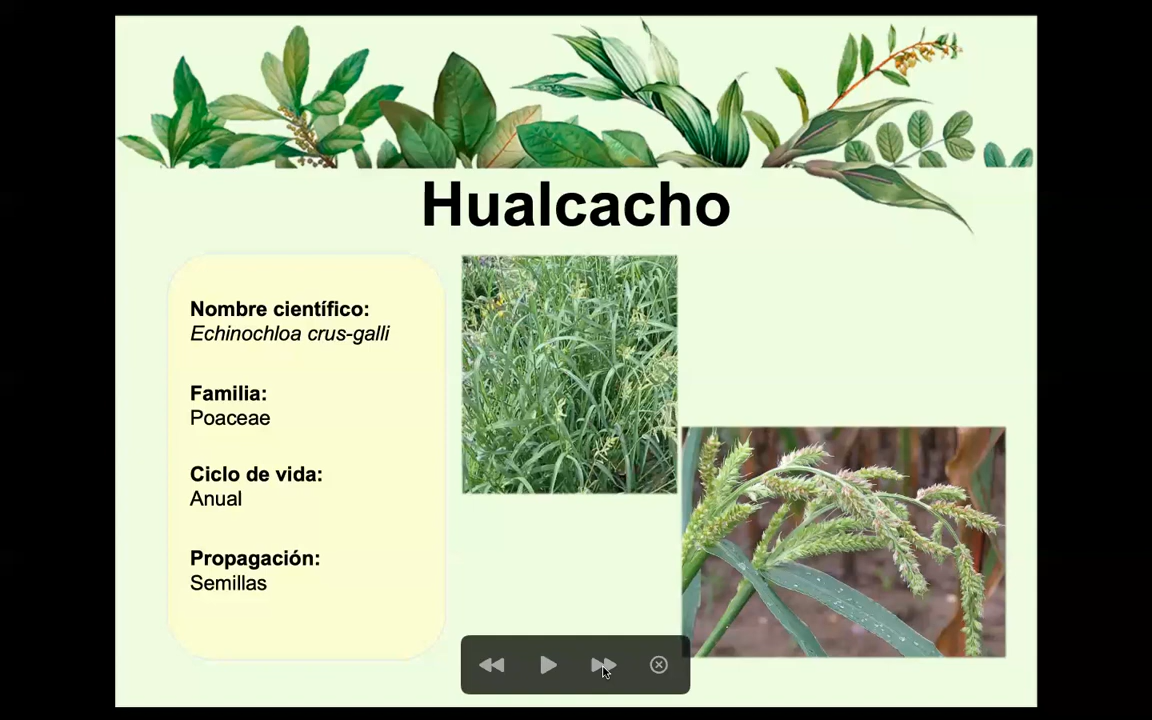 Hualcacho
Nombre científico:
Echinochloa crus-galli
Familia:
Poaceae
Ciclo de vida:
Anual
Propagación:
Semillas